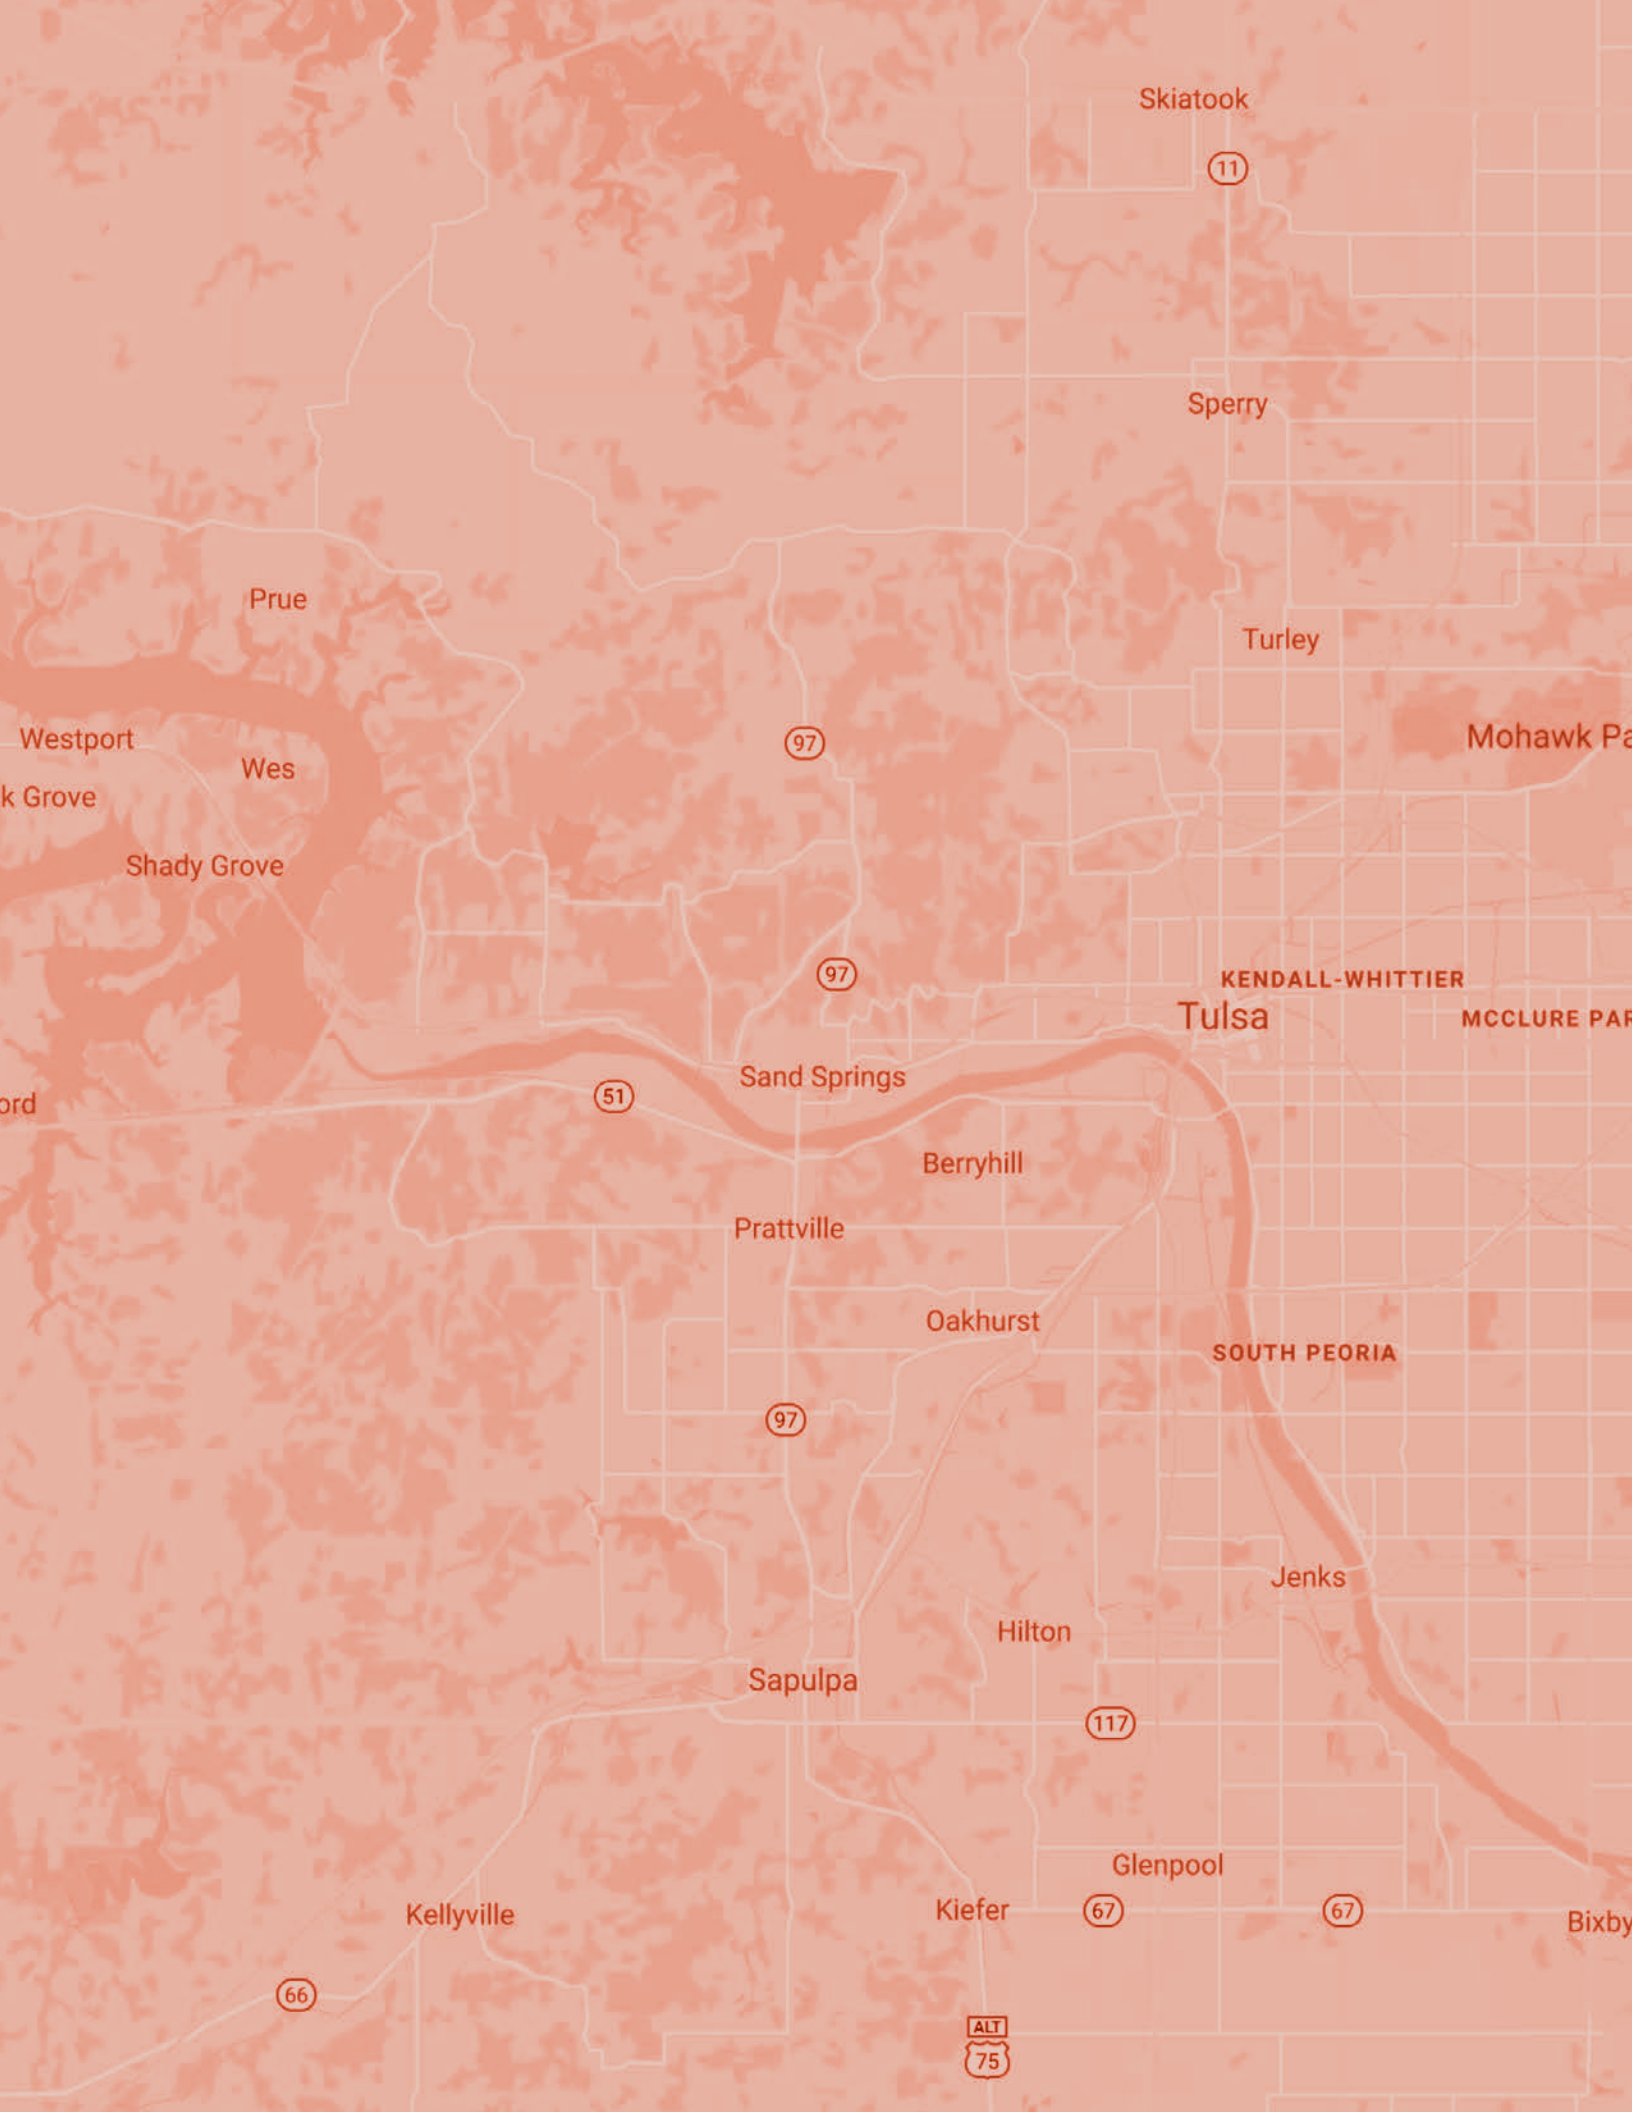 Skiatook
11
Sperry
Prue
Turley
Westport
97
Mohawk Pa
Wes
k Grove
Shady Grove
97
KENDALL-WHITTIER
Tulsa
MCCLURE PAR
Sand Springs
51
ord
Berryhill
Prattville
Oakhurst
SOUTH PEORIA
97
Jenks
Hilton
Sapulpa
117
Glenpool
Kiefer
67
67
Kellyville
Bixby
66
ALT
75